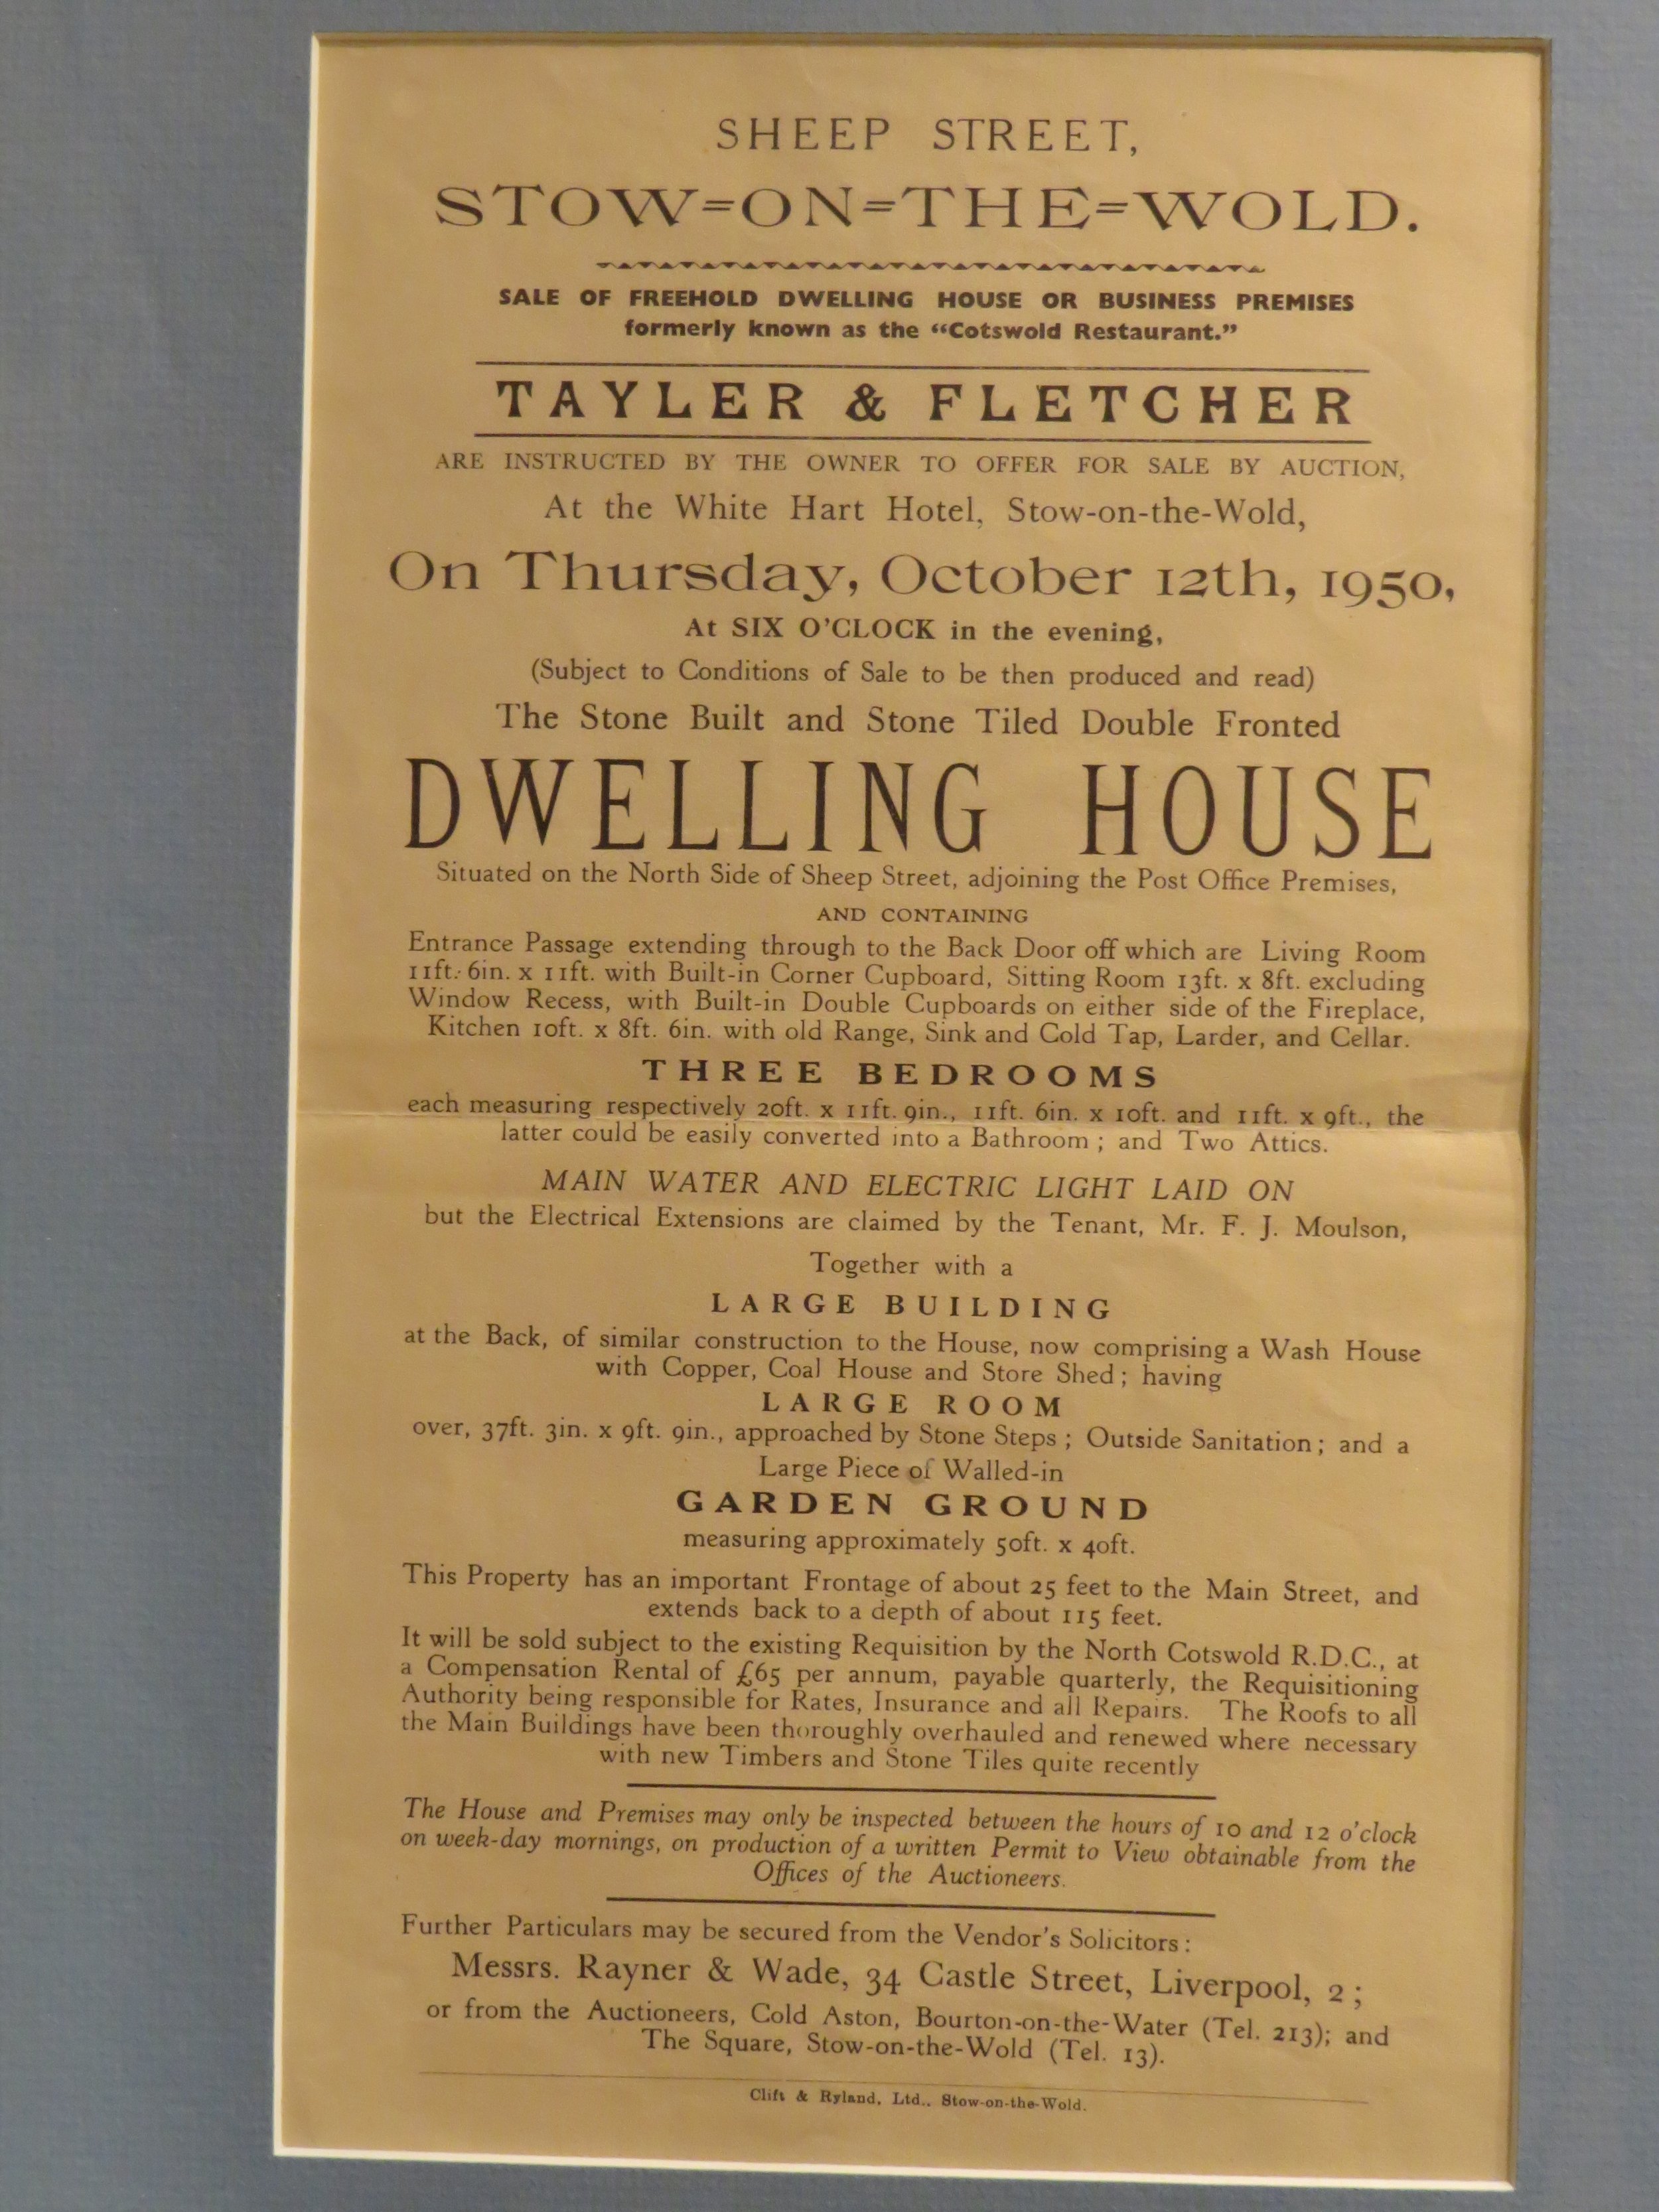 SHEEP STREET,
STOW=ON=THE=WOLD.
SALE OF FREEHOLD DWELLING HOUSE OR BUSINESS PREMISES
formerly known as the “Cotswold Restaurant.”
TAYLER & FLETCHER
ARE INSTRUCTED BY THE OWNER TO OFFER FOR SALE BY AUCTION,
At the White Hart Hotel, Stow-on-the-Wold,
On Thursday, October 12th, 1950,
At SIX O'CLOCK in the evening,
(Subject to Conditions of Sale to be then produced and read)
The Stone Built and Stone Tiled Double Fronted
DWELLING HOUSE
Situated on the North Side of Sheep Street, adjoining the Post Office Premises,
AND CONTAINING
Entrance Passage extending through to the Back Door off which are Living Room
11ft. 6in. x 11ft. with Built-in Corner Cupboard, Sitting Room 13ft. x 8ft. excluding
Window Recess, with Built-in Double Cupboards on either side of the Fireplace,
Kitchen 10ft. x 8ft. 6in. with old Range, Sink and Cold Tap, Larder, and Cellar.
THREE BEDROOMS
each measuring respectively 20ft. x 11ft. 9in., 11ft. 6in. x 10ft. and 11ft. x 9ft., the
latter could be easily converted into a Bathroom ; and Two Attics.
MAIN WATER AND ELECTRIC LIGHT LAID ON
but the Electrical Extensions are claimed by the Tenant, Mr. F. J. Moulson,
Together with a
LARGE BUILDING
at the Back, of similar construction to the House, now comprising a Wash House
with Copper, Coal House and Store Shed ; having
LARGE ROOM
over, 37ft. 3in. x 9ft. 9in., approached by Stone Steps ; Outside Sanitation ; and a
Large Piece of Walled-in
GARDEN GROUND
measuring approximately 50ft. x 40ft.
This Property has an important Frontage of about 25 feet to the Main Street, and
extends back to a depth of about 115 feet.
It will be sold subject to the existing Requisition by the North Cotswold R.D.C., at
a Compensation Rental of £65 per annum, payable quarterly, the Requisitioning
Authority being responsible for Rates, Insurance and all Repairs. The Roofs to all
the Main Buildings have been thoroughly overhauled and renewed where necessary
with new Timbers and Stone Tiles quite recently
The House and Premises may only be inspected between the hours of 10 and 12 o'clock
on week-day mornings, on production of a written Permit to View obtainable from the
Offices of the Auctioneers.
Further Particulars may be secured from the Vendor's Solicitors :
Messrs. Rayner & Wade, 34 Castle Street, Liverpool, 2 ;
or from the Auctioneers, Cold Aston, Bourton-on-the-Water (Tel. 213); and
The Square, Stow-on-the-Wold (Tel. 13).
Clift & Ryland, Ltd., Stow-on-the-Wold.